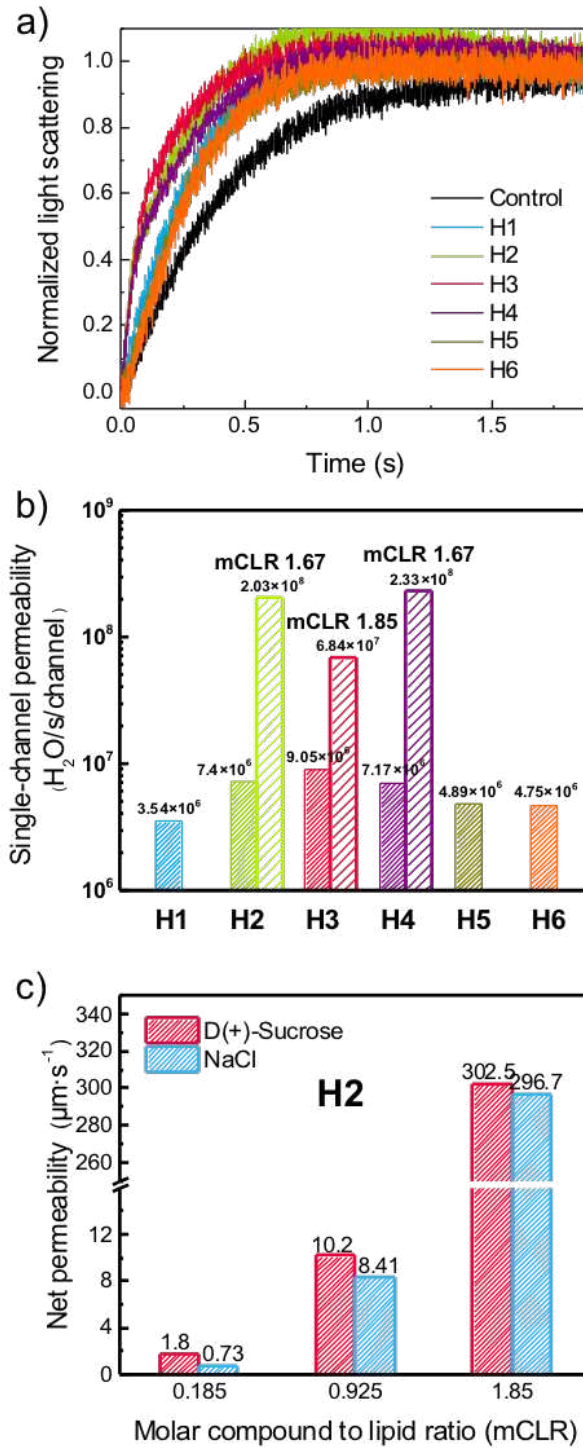 a)
Normalized light scattering
1.0
0.8
0.6
0.4
0.2
0.0
Control
H1
H2
H3
H4
H5
H6
0.0 0.5 1.0 1.5
Time (s)
b)
Single-channel permeability
(H₂O/s/channel)
10⁹
10⁸
10⁷
10⁶
mCLR 1.67
2.03×10⁸
mCLR 1.67
2.33×10⁸
mCLR 1.85
6.84×10⁷
3.54×10⁶
7.4×10⁶
9.05×10⁶
7.17×10⁶
4.89×10⁶
4.75×10⁶
H1 H2 H3 H4 H5 H6
c)
Net permeability (μm·s⁻¹)
340
320
300
280
260
12
8
4
0
D(+)-Sucrose
NaCl
H2
302.5
296.7
10.2
8.41
1.8
0.73
0.185 0.925 1.85
Molar compound to lipid ratio (mCLR)